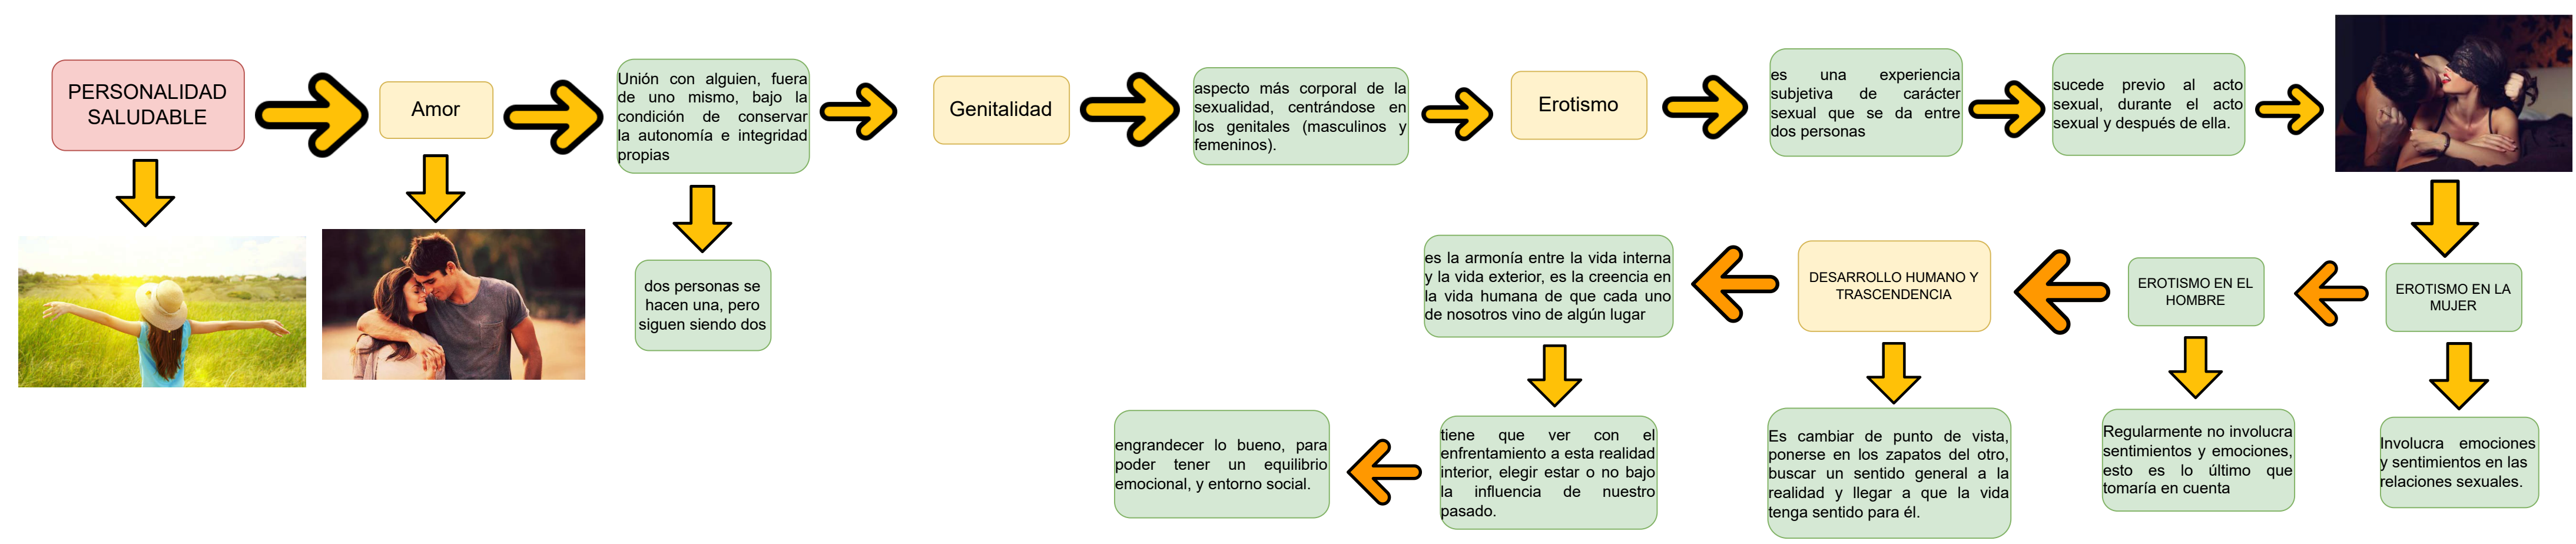 PERSONALIDAD
SALUDABLE
Amor
Unión con alguien, fuera
de uno mismo, bajo la
condición de conservar
la autonomía e integridad
propias
dos personas se
hacen una, pero
siguen siendo dos
Genitalidad
aspecto más corporal de la
sexualidad, centrándose en
los genitales (masculinos y
femeninos).
Erotismo
es una experiencia
subjetiva de carácter
sexual que se da entre
dos personas
sucede previo al acto
sexual, durante el acto
sexual y después de ella.
EROTISMO EN LA
MUJER
Involucra emociones
y sentimientos en las
relaciones sexuales.
EROTISMO EN EL
HOMBRE
Regularmente no involucra
sentimientos y emociones,
esto es lo último que
tomaría en cuenta
DESARROLLO HUMANO Y
TRASCENDENCIA
Es cambiar de punto de vista,
ponerse en los zapatos del otro,
buscar un sentido general a la
realidad y llegar a que la vida
tenga sentido para él.
es la armonía entre la vida interna
y la vida exterior, es la creencia en
la vida humana de que cada uno
de nosotros vino de algún lugar
tiene que ver con el
enfrentamiento a esta realidad
interior, elegir estar o no bajo
la influencia de nuestro
pasado.
engrandecer lo bueno, para
poder tener un equilibrio
emocional, y entorno social.